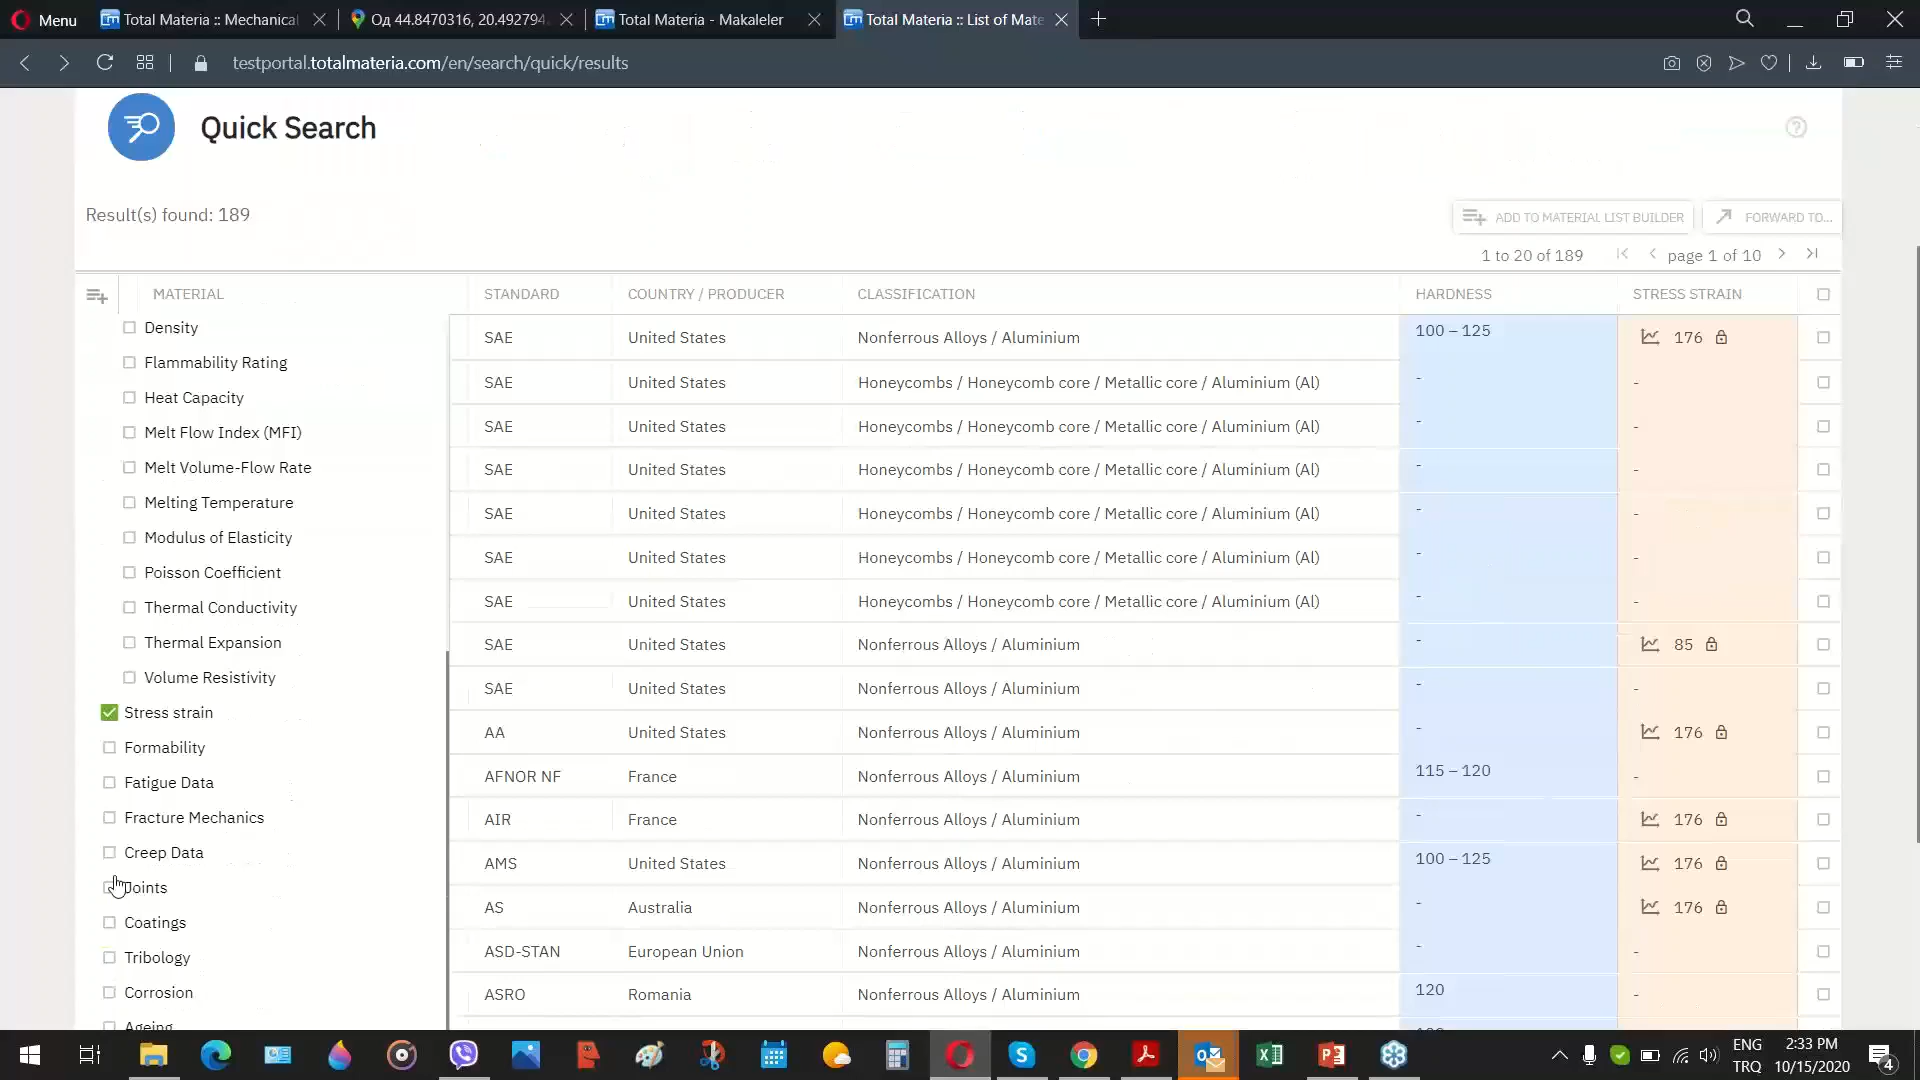 Menu
Total Materia :: Mechanical
Од 44.8470316, 20.492794
Total Materia - Makaleler
Total Materia :: List of Mate
testportal.totalmateria.com/en/search/quick/results
Quick Search
Result(s) found: 189
ADD TO MATERIAL LIST BUILDER
FORWARD TO...
1 to 20 of 189 page 1 of 10
MATERIAL STANDARD COUNTRY / PRODUCER CLASSIFICATION HARDNESS STRESS STRAIN
Density
Flammability Rating
Heat Capacity
Melt Flow Index (MFI)
Melt Volume-Flow Rate
Melting Temperature
Modulus of Elasticity
Poisson Coefficient
Thermal Conductivity
Thermal Expansion
Volume Resistivity
Stress strain
Formability
Fatigue Data
Fracture Mechanics
Creep Data
Joints
Coatings
Tribology
Corrosion
Ageing
SAE United States Nonferrous Alloys / Aluminium 100 – 125 176
SAE United States Honeycombs / Honeycomb core / Metallic core / Aluminium (Al) - -
SAE United States Honeycombs / Honeycomb core / Metallic core / Aluminium (Al) - -
SAE United States Honeycombs / Honeycomb core / Metallic core / Aluminium (Al) - -
SAE United States Honeycombs / Honeycomb core / Metallic core / Aluminium (Al) - -
SAE United States Honeycombs / Honeycomb core / Metallic core / Aluminium (Al) - -
SAE United States Honeycombs / Honeycomb core / Metallic core / Aluminium (Al) - -
SAE United States Nonferrous Alloys / Aluminium - 85
SAE United States Nonferrous Alloys / Aluminium - -
AA United States Nonferrous Alloys / Aluminium - 176
AFNOR NF France Nonferrous Alloys / Aluminium 115 – 120 -
AIR France Nonferrous Alloys / Aluminium - 176
AMS United States Nonferrous Alloys / Aluminium 100 – 125 176
AS Australia Nonferrous Alloys / Aluminium - 176
ASD-STAN European Union Nonferrous Alloys / Aluminium - -
ASRO Romania Nonferrous Alloys / Aluminium 120 -
ENG
TRQ
2:33 PM
10/15/2020
4